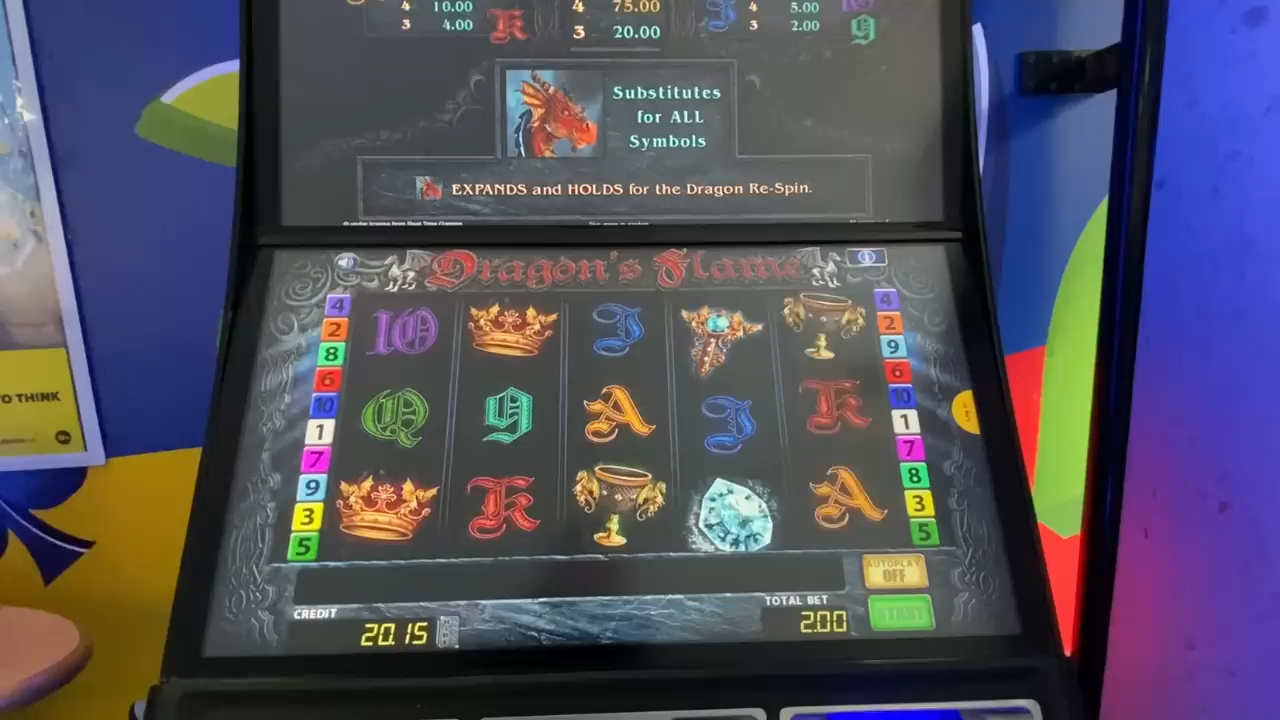 4 10.00
3 4.00
K
4 75.00
3 20.00
J
4 5.00
3 2.00
9
Substitutes
for ALL
Symbols
EXPANDS and HOLDS for the Dragon Re-Spin.
Dragon's Flame
4 10 J 4
2 2
8 9
6 6
10 Q 9 A J K 10
1 1
7 7
9 K A 8
3 3
5 5
O THINK
AUTOPLAY
OFF
START
CREDIT
20.15
TOTAL BET
2.00